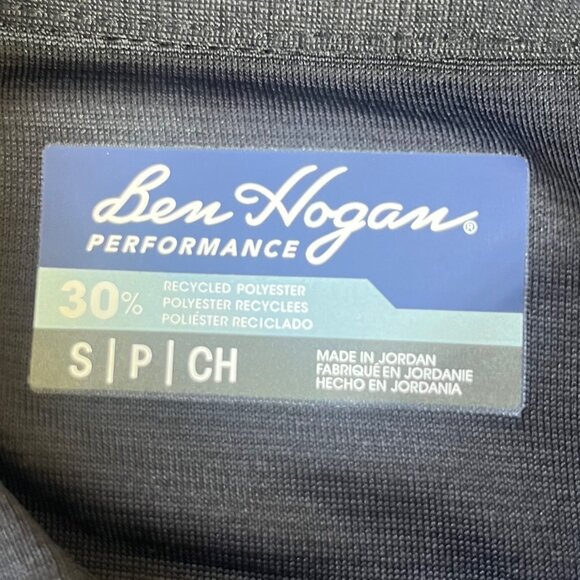 Ben Hogan®
PERFORMANCE
30%
RECYCLED POLYESTER
POLYESTER RECYCLEES
POLIÉSTER RECICLADO
S | P | CH
MADE IN JORDAN
FABRIQUÉ EN JORDANIE
HECHO EN JORDANIA